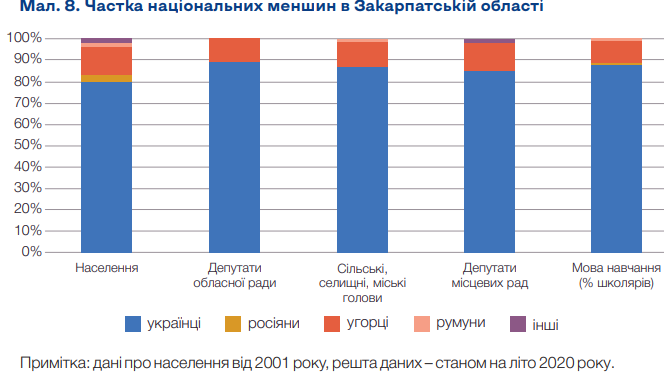 Мал. 8. Частка національних меншин в Закарпатській області
100%
90%
80%
70%
60%
50%
40%
30%
20%
10%
0%
Населення
Депутати
обласної ради
Сільські,
селищні, міські
голови
Депутати
місцевих рад
Мова навчання
(% школярів)
українці
росіяни
угорці
румуни
інші
Примітка: дані про населення від 2001 року, решта даних – станом на літо 2020 року.